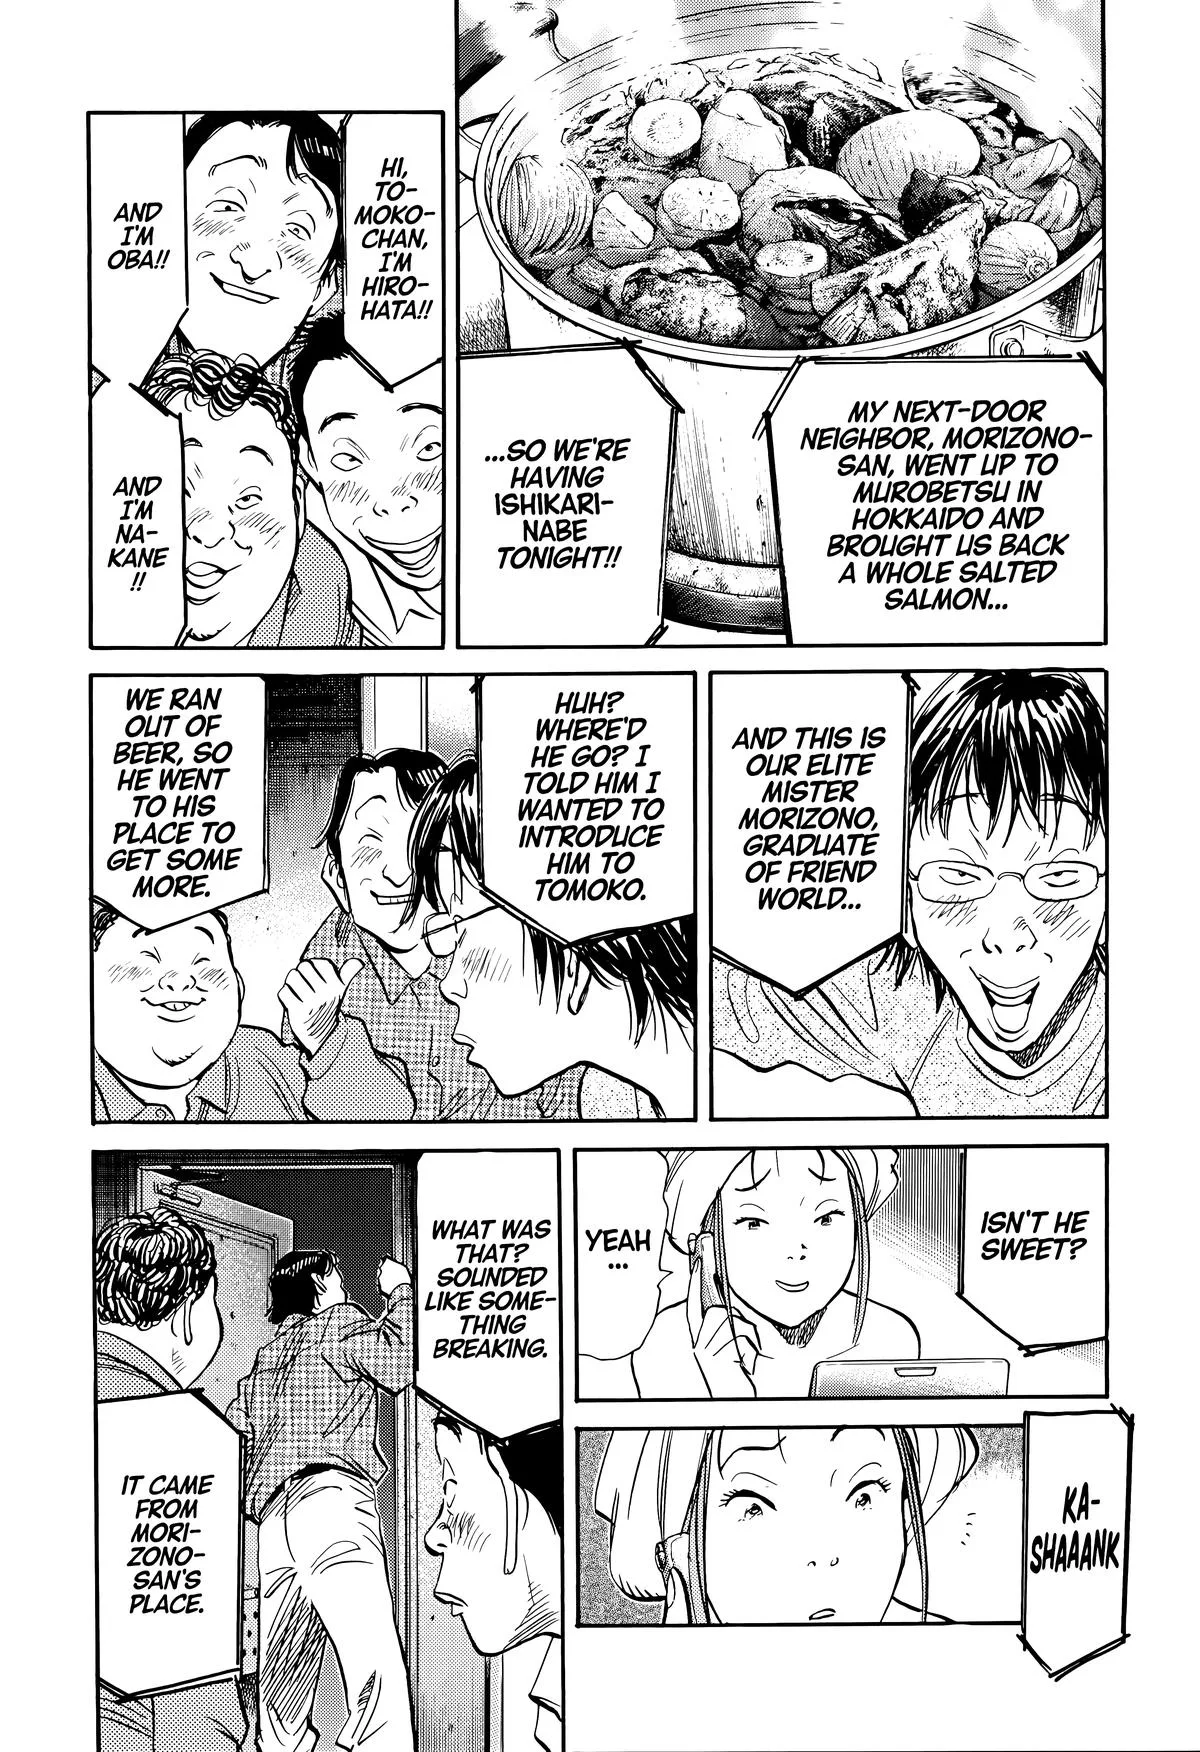 MY NEXT-DOOR
NEIGHBOR, MORIZONO-
SAN, WENT UP TO
MUROBETSU IN
HOKKAIDO AND
BROUGHT US BACK
A WHOLE SALTED
SALMON...
...SO WE'RE
HAVING
ISHIKARI-
NABE
TONIGHT!!
HI,
TO-
MOKO-
CHAN,
I'M
HIRO-
HATA!!
AND
I'M
OBA!!
AND
I'M
NA-
KANE
!!
AND THIS IS
OUR ELITE
MISTER
MORIZONO,
GRADUATE
OF FRIEND
WORLD...
HUH?
WHERE'D
HE GO? I
TOLD HIM I
WANTED TO
INTRODUCE
HIM TO
TOMOKO.
WE RAN
OUT OF
BEER, SO
HE WENT
TO HIS
PLACE TO
GET SOME
MORE.
ISN'T HE
SWEET?
YEAH
...
KA-
SHAAANK
WHAT WAS
THAT?
SOUNDED
LIKE SOME-
THING
BREAKING.
IT CAME
FROM
MORI-
ZONO-
SAN'S
PLACE.